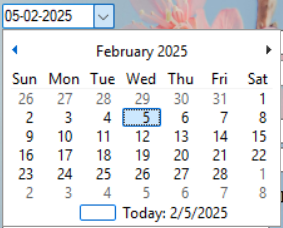 05-02-2025
February 2025
Sun Mon Tue Wed Thu Fri Sat
26 27 28 29 30 31 1
2 3 4 5 6 7 8
9 10 11 12 13 14 15
16 17 18 19 20 21 22
23 24 25 26 27 28 1
2 3 4 5 6 7 8
Today: 2/5/2025